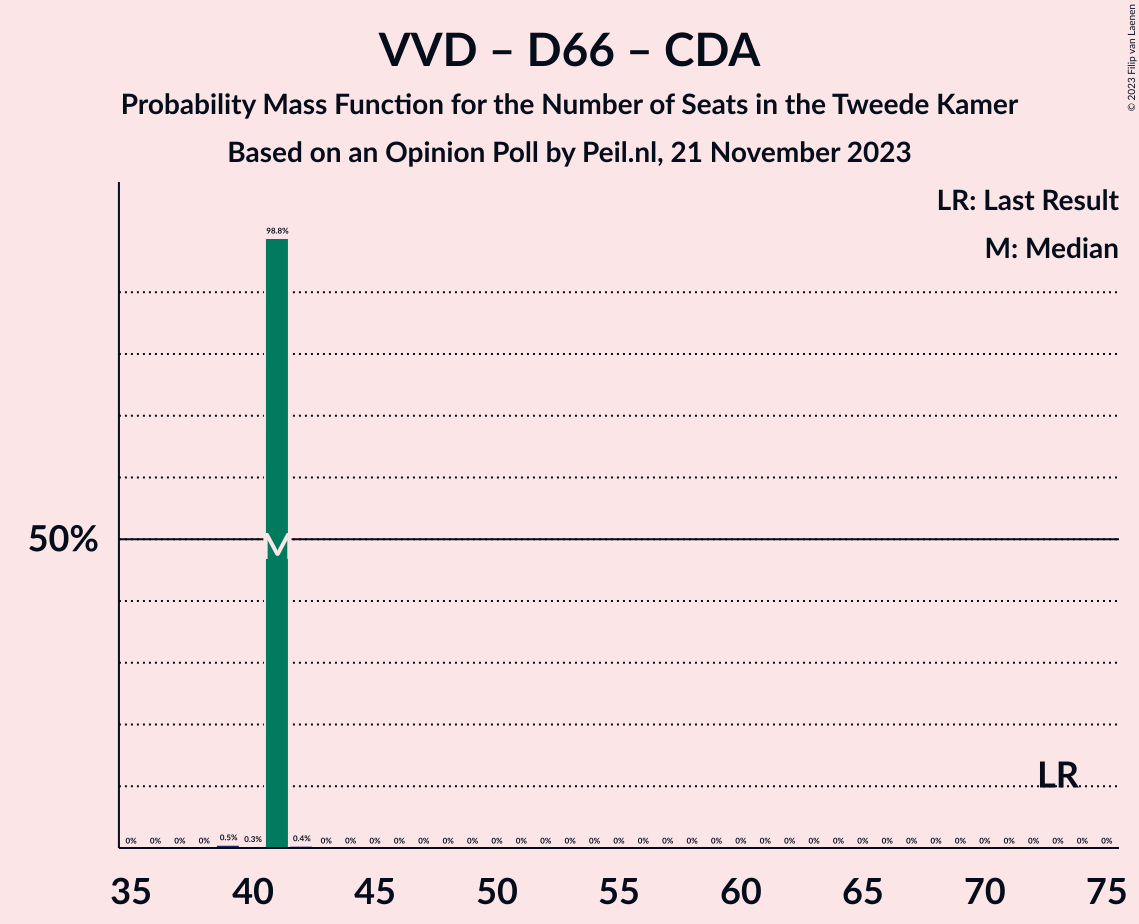 VVD – D66 – CDA
Probability Mass Function for the Number of Seats in the Tweede Kamer
Based on an Opinion Poll by Peil.nl, 21 November 2023
© 2023 Filip van Laenen
LR: Last Result
M: Median
98.8%
50%
M
LR
0% 0% 0% 0% 0.5% 0.3% 0.4% 0% 0% 0% 0% 0% 0% 0% 0% 0% 0% 0% 0% 0% 0% 0% 0% 0% 0% 0% 0% 0% 0% 0% 0% 0% 0% 0% 0% 0% 0% 0% 0% 0%
35 40 45 50 55 60 65 70 75